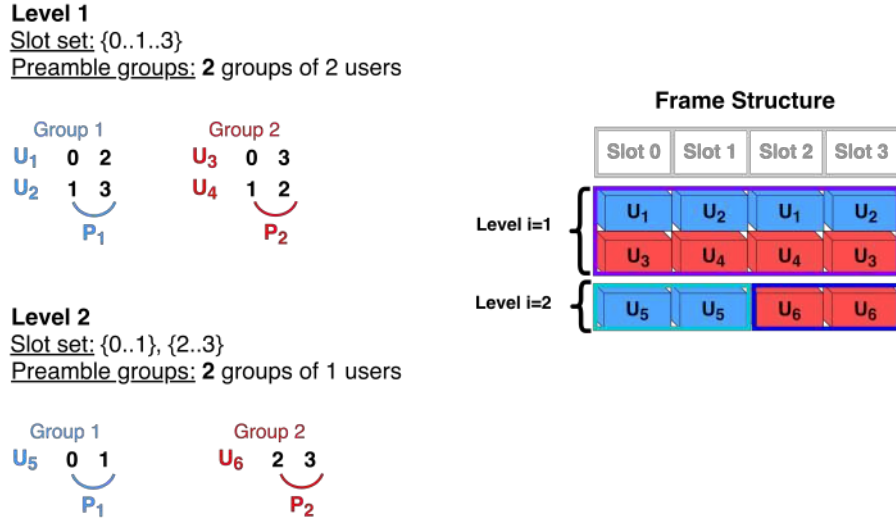 Level 1
Slot set: {0..1..3}
Preamble groups: 2 groups of 2 users
Group 1
U1 0 2
U2 1 3
P1
Group 2
U3 0 3
U4 1 2
P2
Level 2
Slot set: {0..1}, {2..3}
Preamble groups: 2 groups of 1 users
Group 1
U5 0 1
P1
Group 2
U6 2 3
P2
Frame Structure
Slot 0 Slot 1 Slot 2 Slot 3
Level i=1
U1 U2 U1 U2
U3 U4 U4 U3
Level i=2
U5 U5 U6 U6